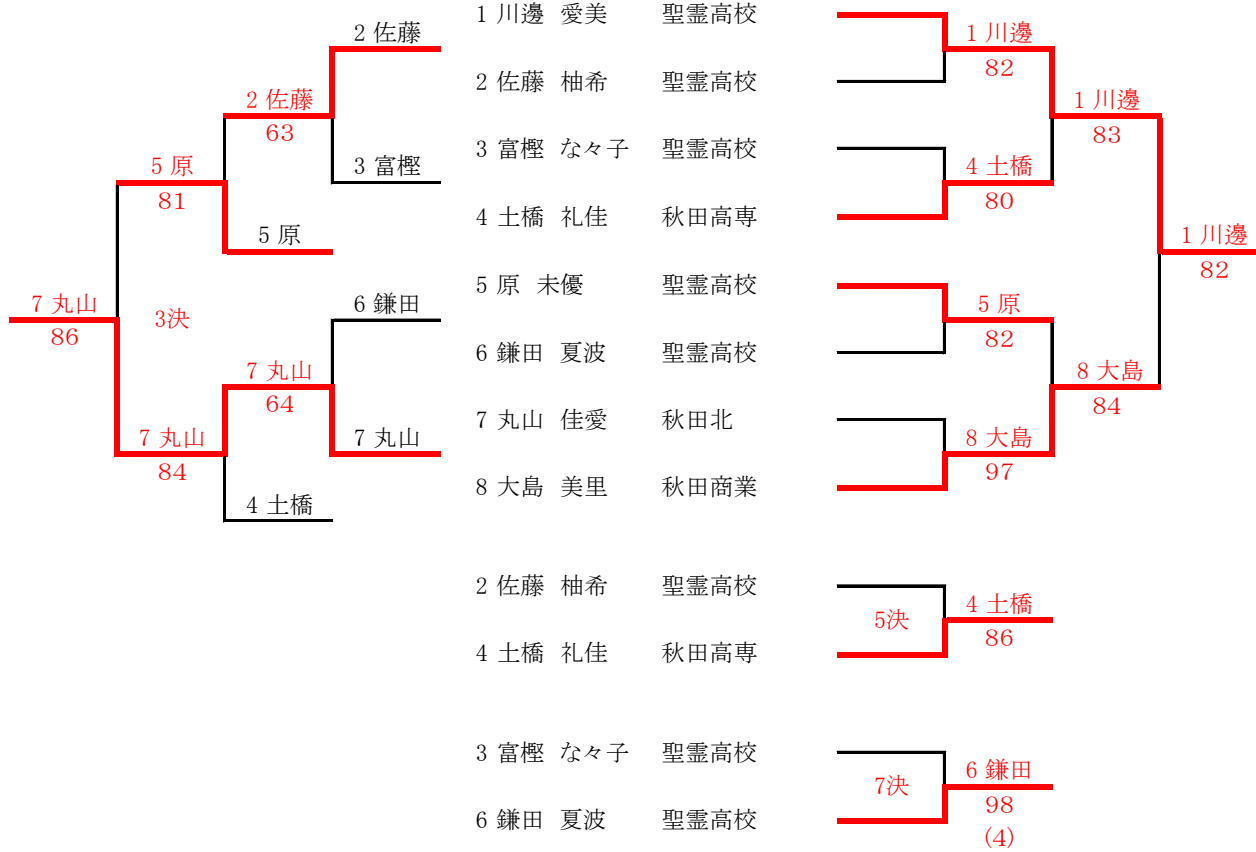 1 川邊 愛美 聖霊高校
2 佐藤
1 川邊
82
2 佐藤 柚希 聖霊高校
2 佐藤
63
1 川邊
83
3 富樫 な々子 聖霊高校
5 原
81
3 富樫
4 土橋
80
4 土橋 礼佳 秋田高専
5 原
1 川邊
82
5 原 未優 聖霊高校
7 丸山
86
3決
6 鎌田
5 原
82
6 鎌田 夏波 聖霊高校
7 丸山
64
8 大島
84
7 丸山 佳愛 秋田北
7 丸山
84
7 丸山
8 大島
97
8 大島 美里 秋田商業
4 土橋
2 佐藤 柚希 聖霊高校
5決
4 土橋
86
4 土橋 礼佳 秋田高専
3 富樫 な々子 聖霊高校
7決
6 鎌田
98
(4)
6 鎌田 夏波 聖霊高校